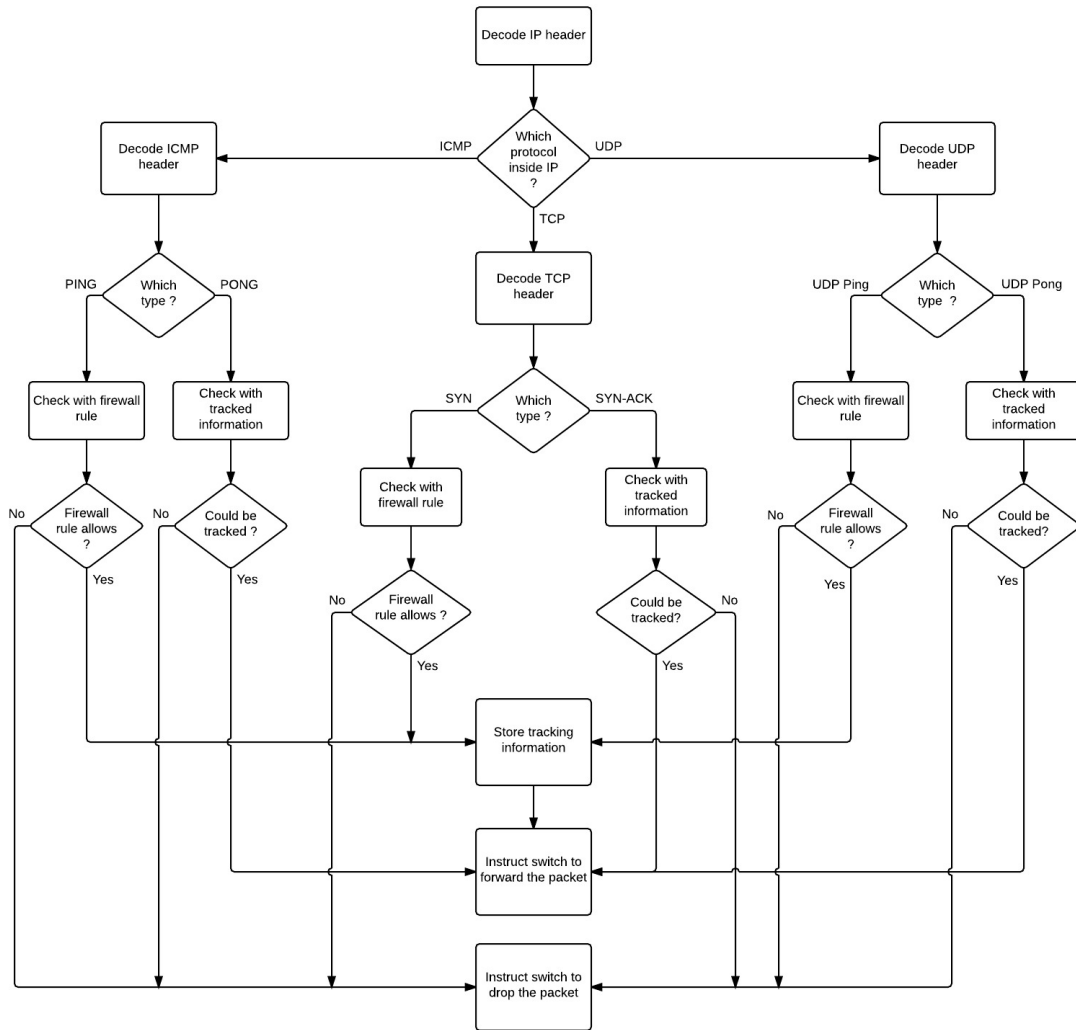 Decode IP header
Decode ICMP
header
ICMP
Which
protocol
inside IP
?
UDP
Decode UDP
header
TCP
PING
Which
type ?
PONG
Decode TCP
header
UDP Ping
Which
type ?
UDP Pong
Check with firewall
rule
Check with
tracked
information
SYN
Which
type ?
SYN-ACK
Check with firewall
rule
Check with
tracked
information
Check with
firewall rule
Check with
tracked
information
No
Firewall
rule allows
?
Yes
No
Could be
tracked ?
Yes
No
Firewall
rule allows
?
Yes
No
Could be
tracked?
Yes
No
Firewall
rule allows ?
Yes
Could be
tracked?
No
Yes
Store tracking
information
Instruct switch to
forward the packet
Instruct switch to
drop the packet